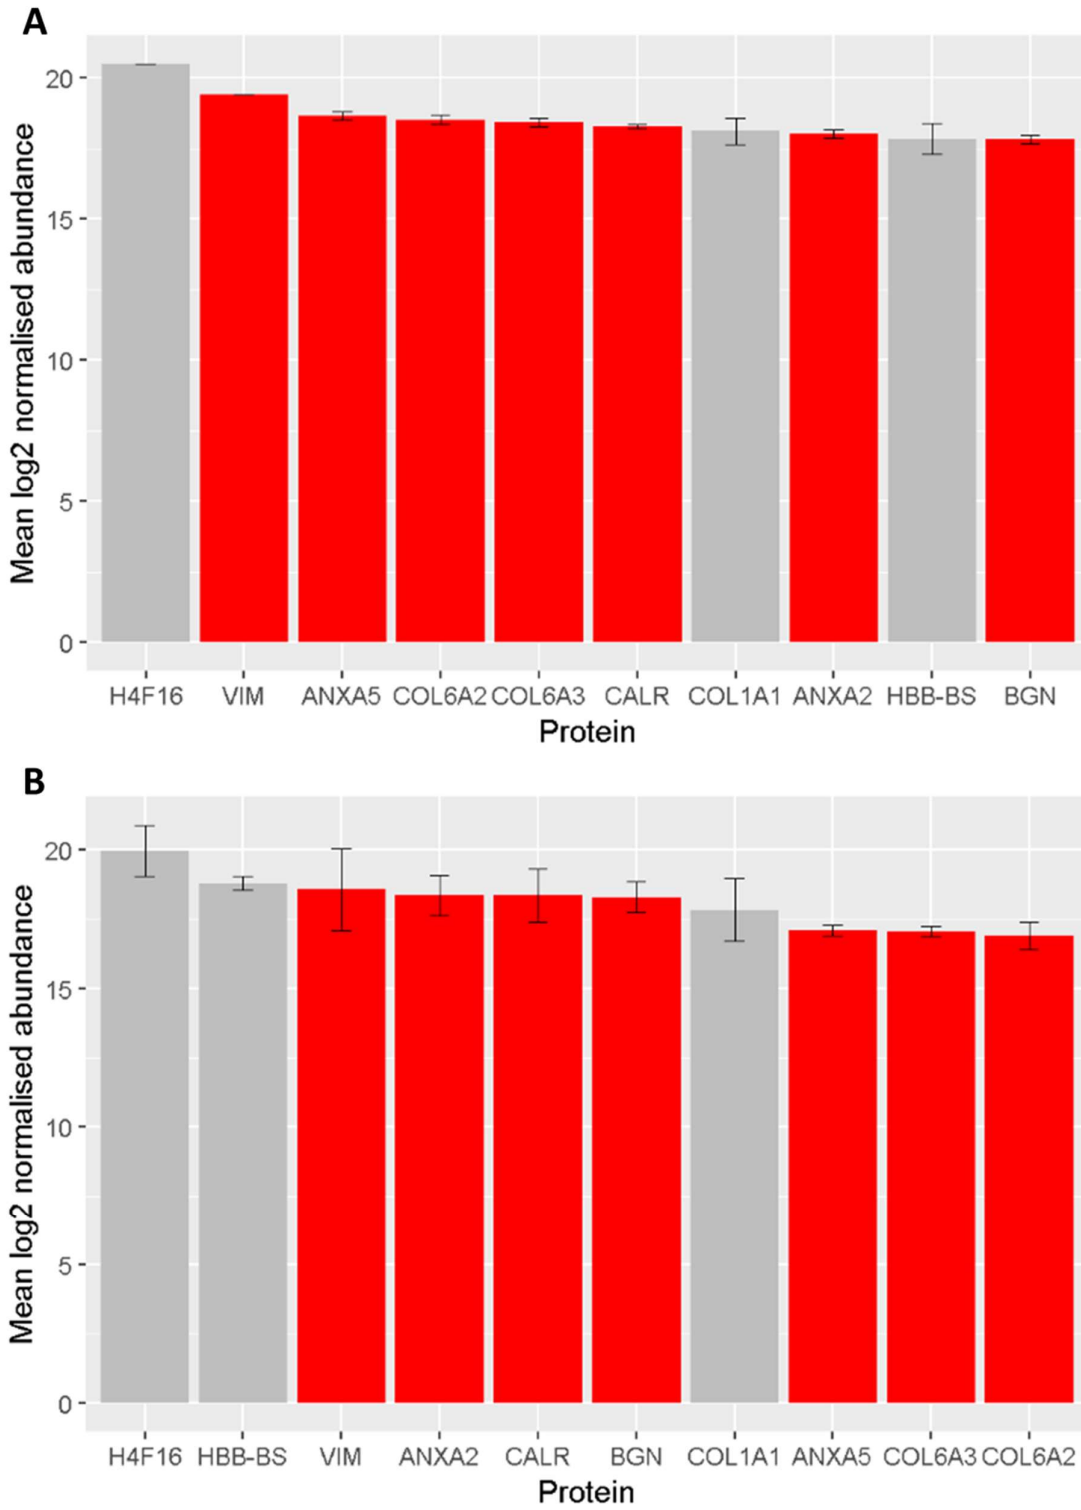 A
Mean log2 normalised abundance
20
15
10
5
0
H4F16 VIM ANXA5 COL6A2 COL6A3 CALR COL1A1 ANXA2 HBB-BS BGN
Protein
B
Mean log2 normalised abundance
20
15
10
5
0
H4F16 HBB-BS VIM ANXA2 CALR BGN COL1A1 ANXA5 COL6A3 COL6A2
Protein